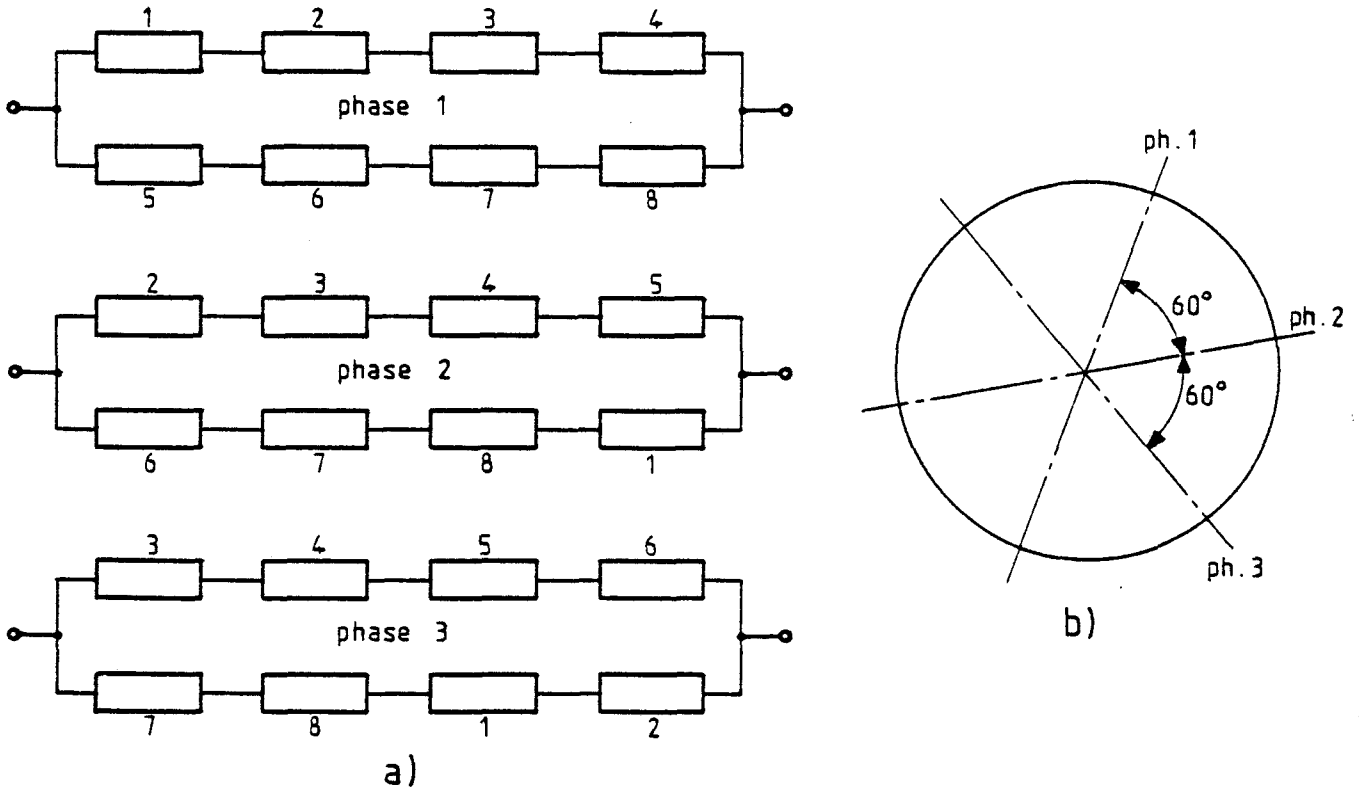 1 2 3 4
phase 1
5 6 7 8
2 3 4 5
phase 2
6 7 8 1
3 4 5 6
phase 3
7 8 1 2
a)
ph.1
60°
ph.2
60°
ph.3
b)